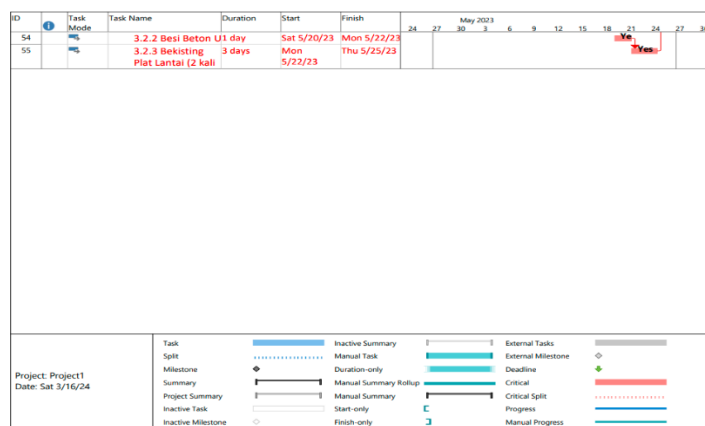 ID Task Mode Task Name Duration Start Finish
May 2023
24 27 30 3 6 9 12 15 18 21 24 27 30
54 3.2.2 Besi Beton U 1 day Sat 5/20/23 Mon 5/22/23 Ye
55 3.2.3 Bekisting 3 days Mon Thu 5/25/23 Yes
Plat Lantai (2 kali 5/22/23
Task Inactive Summary External Tasks
Split Manual Task External Milestone
Milestone Duration-only Deadline
Summary Manual Summary Rollup Critical
Project Summary Manual Summary Critical Split
Inactive Task Start-only Progress
Inactive Milestone Finish-only Manual Progress
Project: Project1
Date: Sat 3/16/24